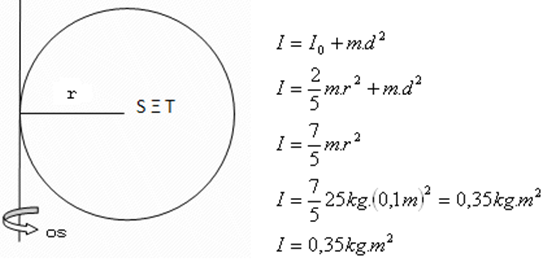 r
S Ξ T
os
I = I₀ + m.d²
I = 2/5 m.r² + m.d²
I = 7/5 m.r²
I = 7/5 25kg.(0,1m)² = 0,35kg.m²
I = 0,35kg.m²